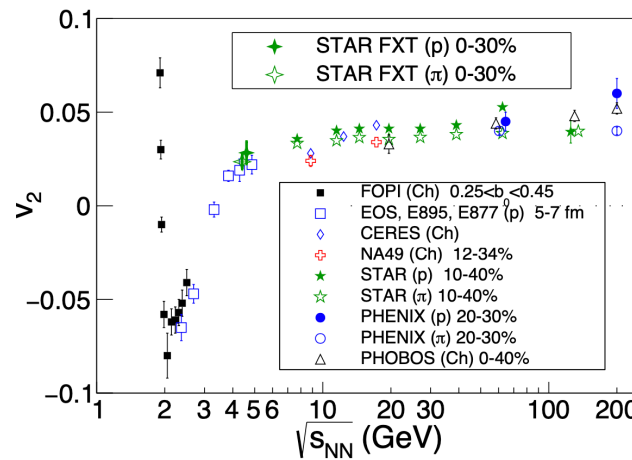 0.1
STAR FXT (p) 0-30%
STAR FXT (π) 0-30%
0.05
v2
0
−0.05
−0.1
FOPI (Ch) 0.25<b0<0.45
EOS, E895, E877 (p) 5-7 fm
CERES (Ch)
NA49 (Ch) 12-34%
STAR (p) 10-40%
STAR (π) 10-40%
PHENIX (p) 20-30%
PHENIX (π) 20-30%
PHOBOS (Ch) 0-40%
1 2 3 4 5 6 10 20 30 100 200
√sNN (GeV)